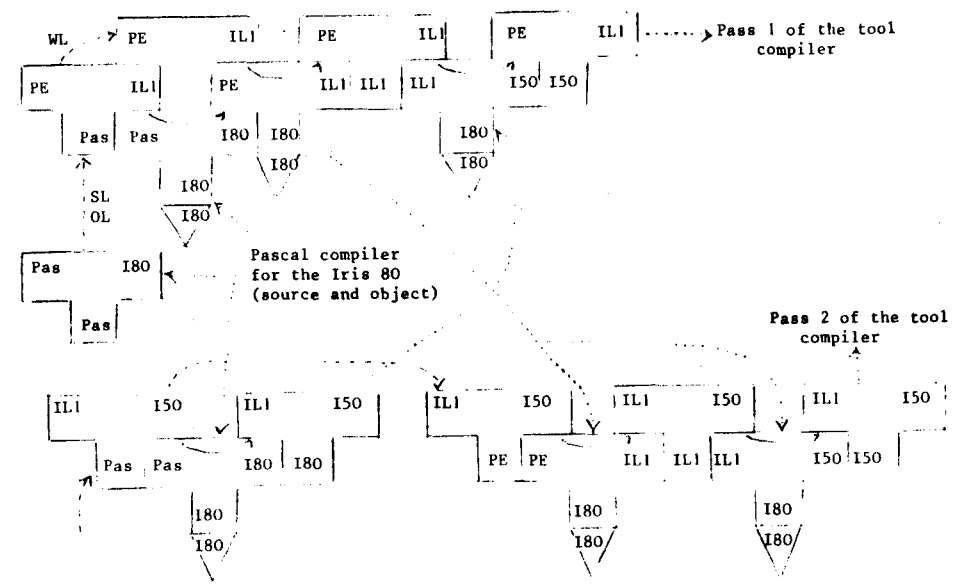 WL PE IL1 PE IL1 PE IL1 Pass 1 of the tool
compiler
PE IL1 PE IL1 IL1 IL1 I50 I50
Pas Pas I80 I80 I80
I80 I80
I80
SL
OL I80
Pas I80
Pascal compiler
for the Iris 80
(source and object)
Pas
Pass 2 of the tool
compiler
IL1 I50 IL1 I50 IL1 I50 IL1 I50 IL1 I50
Pas Pas I80 I80 PE PE IL1 IL1 IL1 I50 I50
I80 I80 I80
I80 I80 I80